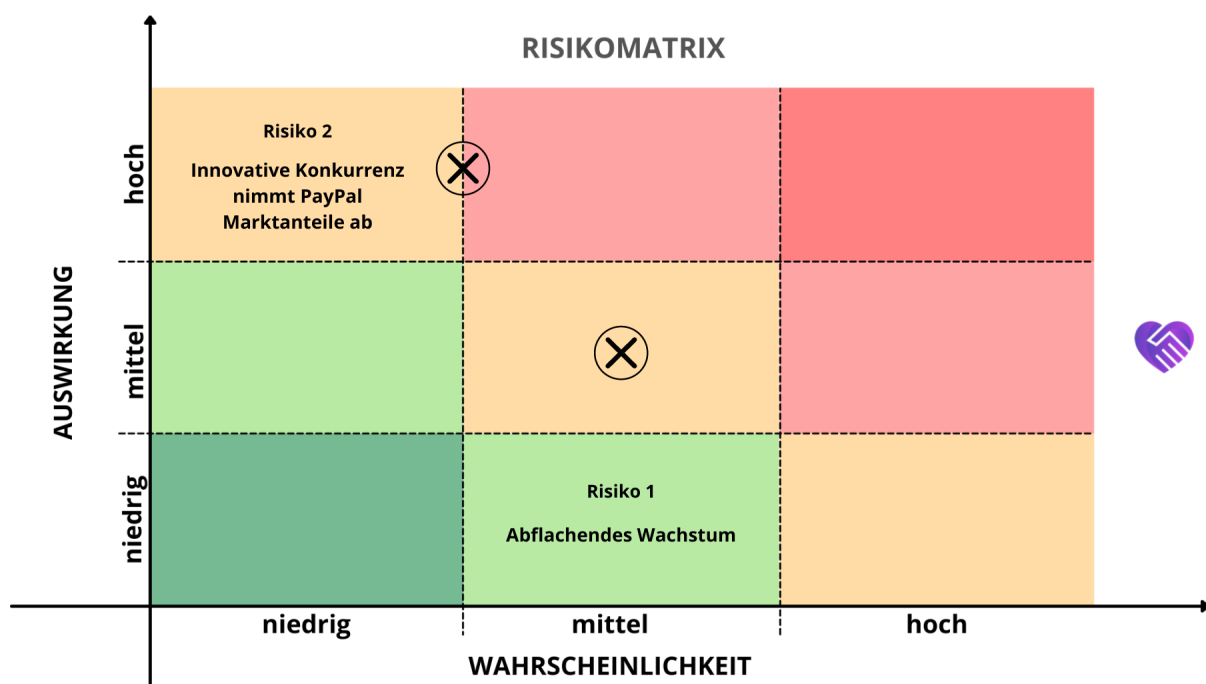 RISIKOMATRIX
Risiko 2
Innovative Konkurrenz
nimmt PayPal
Marktanteile ab
hoch
mittel
niedrig
AUSWIRKUNG
Risiko 1
Abflachendes Wachstum
niedrig
mittel
hoch
WAHRSCHEINLICHKEIT